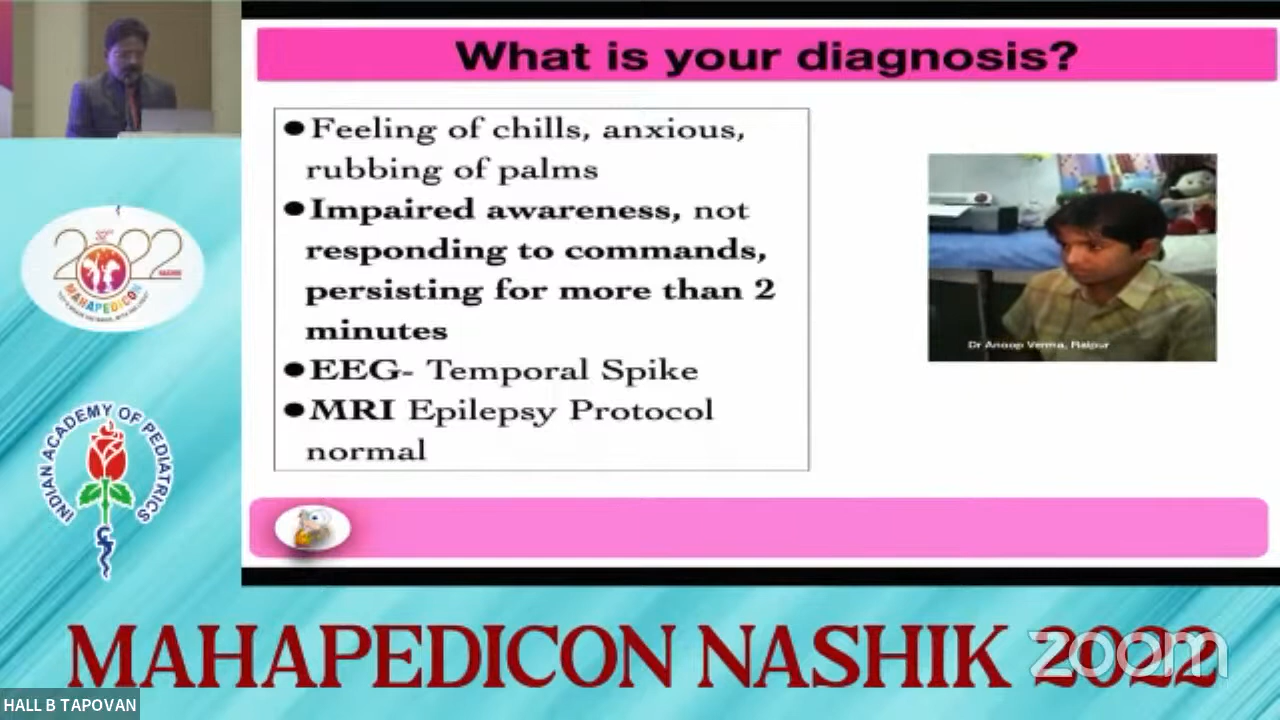 What is your diagnosis?
●Feeling of chills, anxious,
rubbing of palms
●Impaired awareness, not
responding to commands,
persisting for more than 2
minutes
●EEG- Temporal Spike
●MRI Epilepsy Protocol
normal
Dr Anoop Verma, Raipur
2022
NASHIK
MAHAPEDICON
INDIAN ACADEMY OF PEDIATRICS
MAHAPEDICON NASHIK 2022
zoom
HALL B TAPOVAN